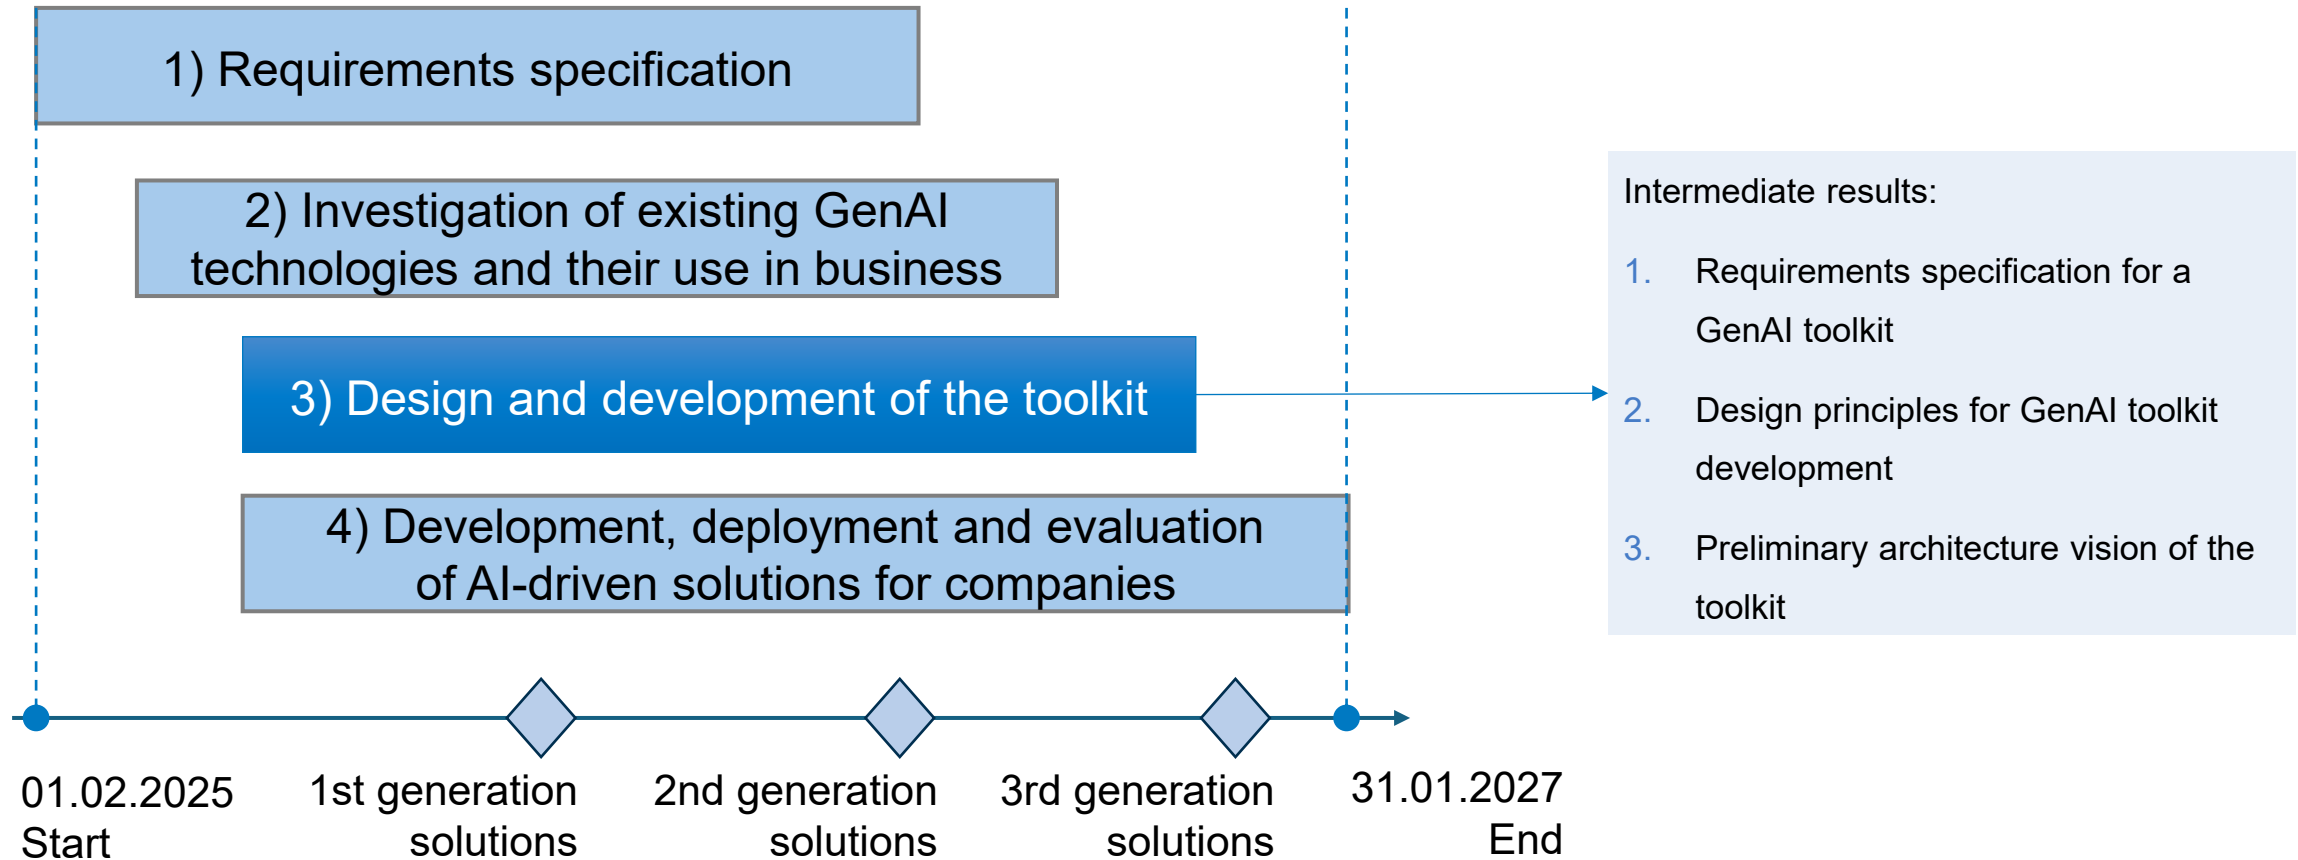 1) Requirements specification
2) Investigation of existing GenAI
technologies and their use in business
3) Design and development of the toolkit
4) Development, deployment and evaluation
of AI-driven solutions for companies
Intermediate results:
1. Requirements specification for a
GenAI toolkit
2. Design principles for GenAI toolkit
development
3. Preliminary architecture vision of the
toolkit
01.02.2025
Start
1st generation
solutions
2nd generation
solutions
3rd generation
solutions
31.01.2027
End